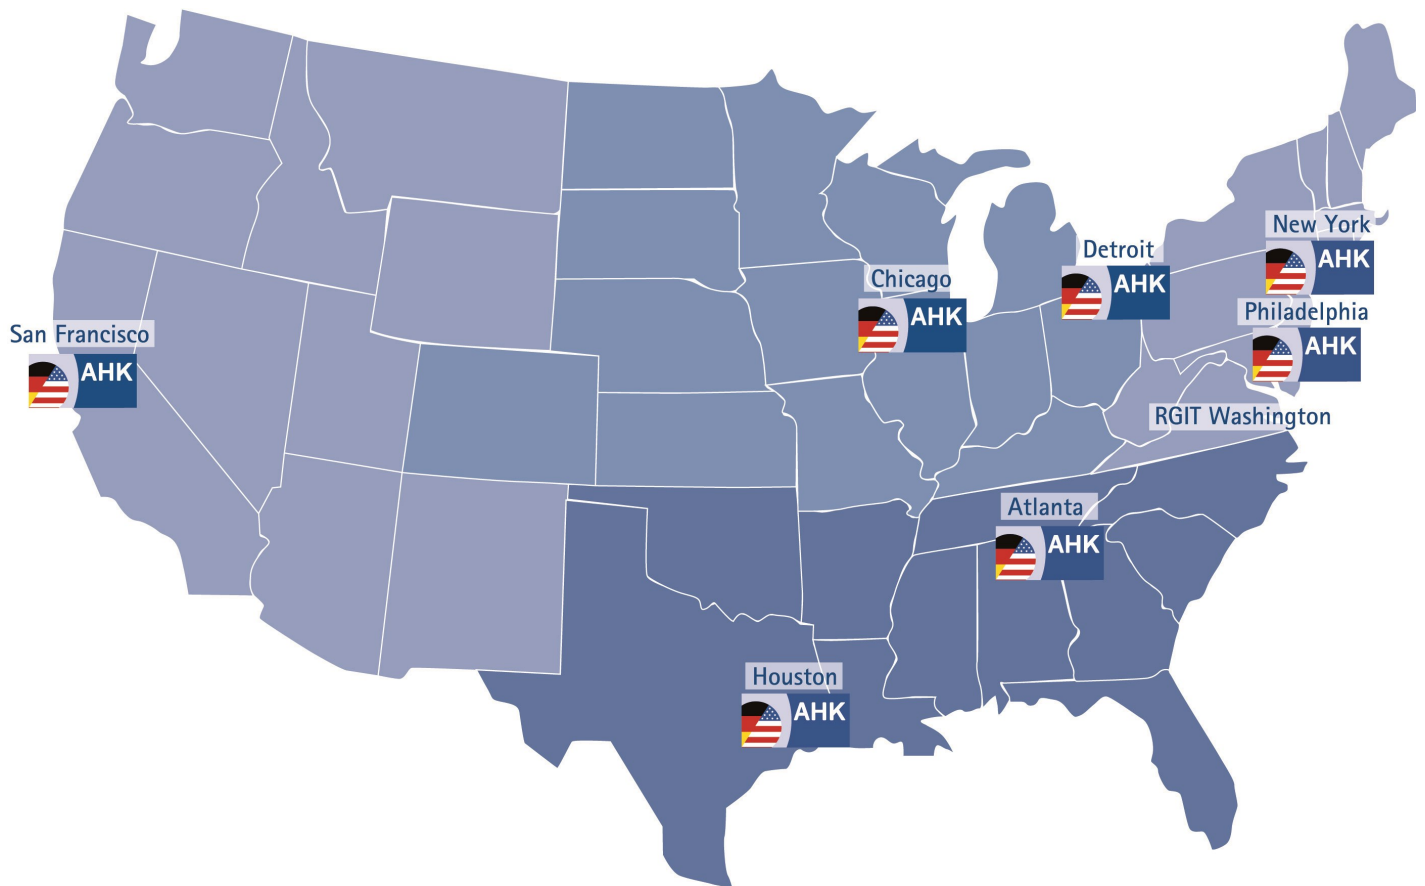 New York
AHK
Detroit
AHK
Chicago
AHK
Philadelphia
AHK
San Francisco
AHK
RGIT Washington
Atlanta
AHK
Houston
AHK